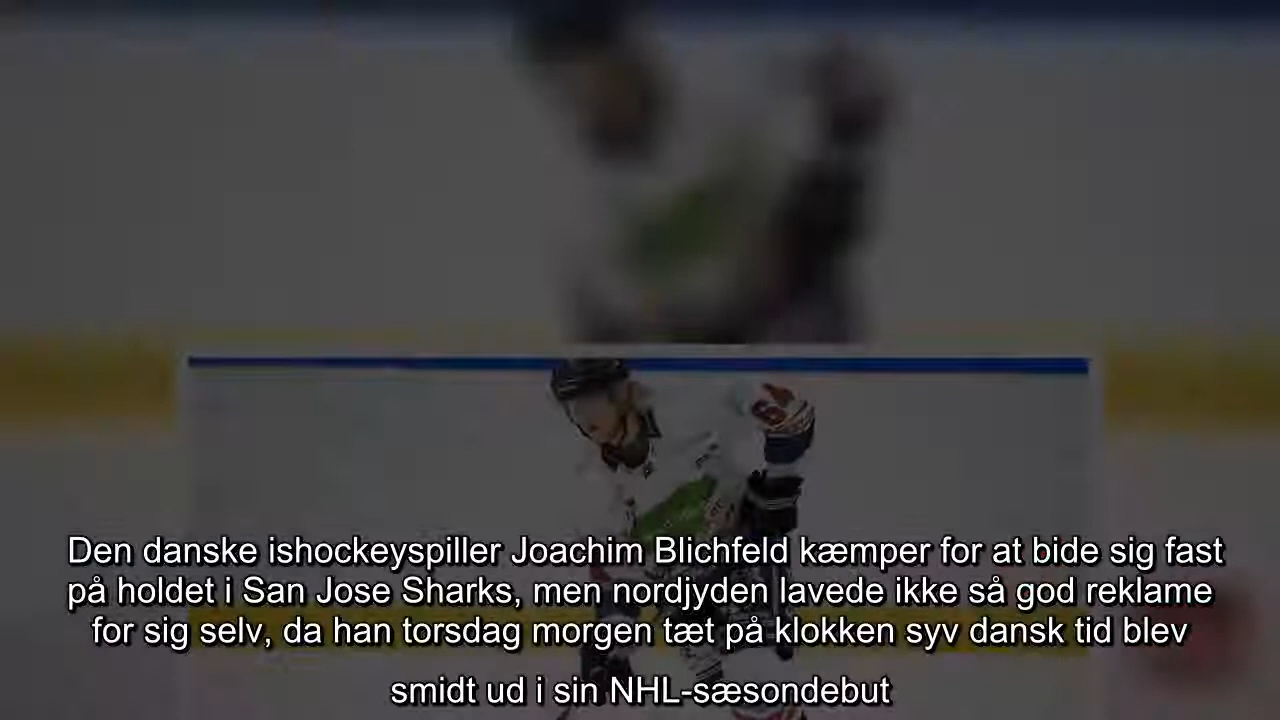 Den danske ishockeyspiller Joachim Blichfeld kæmper for at bide sig fast
på holdet i San Jose Sharks, men nordjyden lavede ikke så god reklame
for sig selv, da han torsdag morgen tæt på klokken syv dansk tid blev
smidt ud i sin NHL-sæsondebut